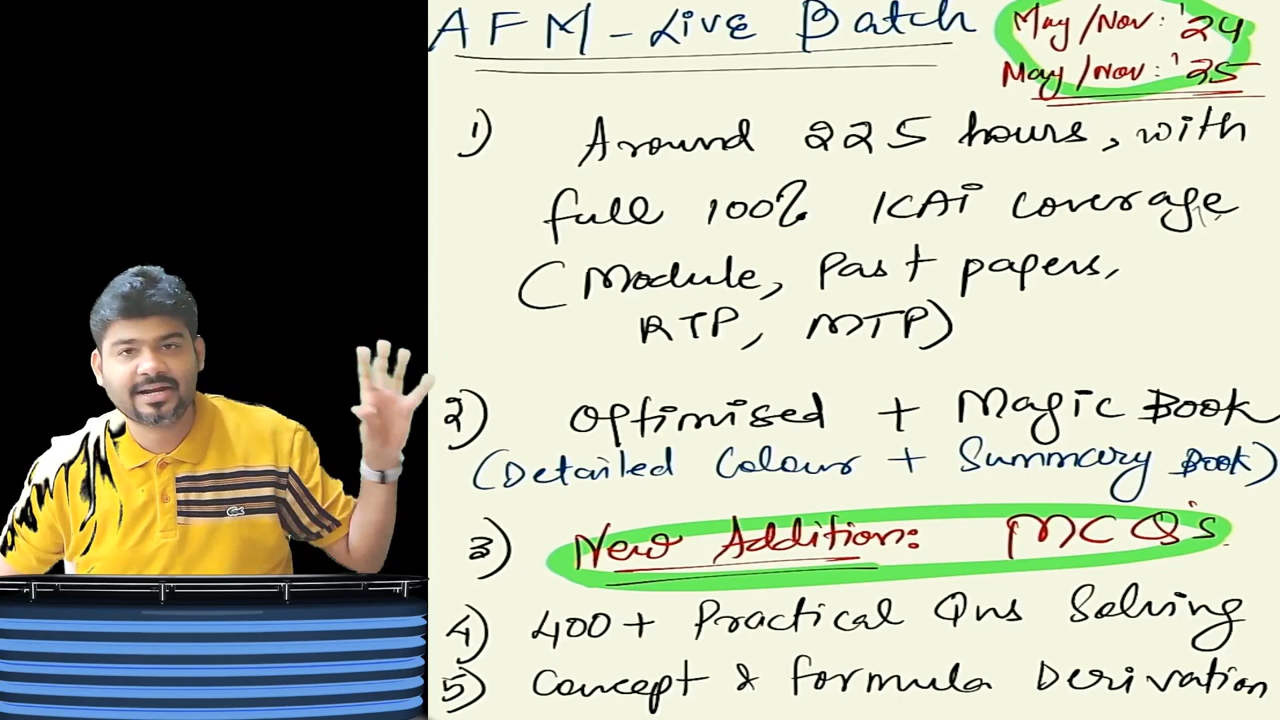 AFM - Live Batch
May/Nov: '24
May/Nov: '25
1) Around 225 hours, with
full 100% ICAI coverage
(Module, Past papers,
RTP, MTP)
2) Optimised + Magic Book
(Detailed Colour + Summary Book)
3) New Addition: MCQ's
4) 400+ Practical Qns Solving
5) Concept & formula Derivation